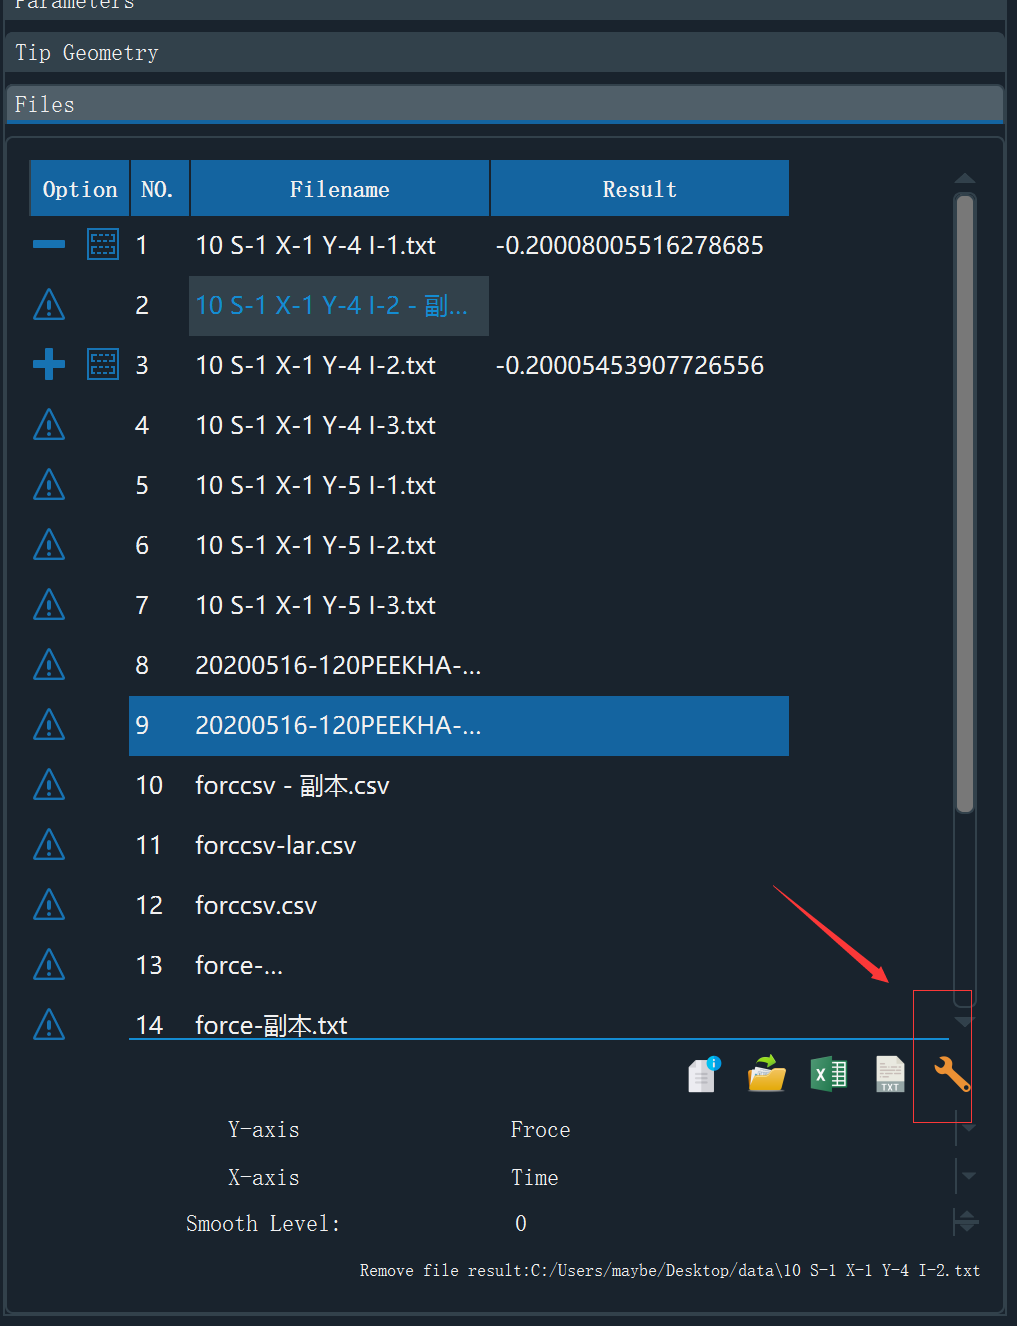 Parameters
Tip Geometry
Files
Option NO. Filename Result
1 10 S-1 X-1 Y-4 I-1.txt -0.20008005516278685
2 10 S-1 X-1 Y-4 I-2 - 副...
3 10 S-1 X-1 Y-4 I-2.txt -0.20005453907726556
4 10 S-1 X-1 Y-4 I-3.txt
5 10 S-1 X-1 Y-5 I-1.txt
6 10 S-1 X-1 Y-5 I-2.txt
7 10 S-1 X-1 Y-5 I-3.txt
8 20200516-120PEEKHA-...
9 20200516-120PEEKHA-...
10 forccsv - 副本.csv
11 forccsv-lar.csv
12 forccsv.csv
13 force-...
14 force-副本.txt
TXT
Y-axis Froce
X-axis Time
Smooth Level: 0
Remove file result:C:/Users/maybe/Desktop/data\10 S-1 X-1 Y-4 I-2.txt